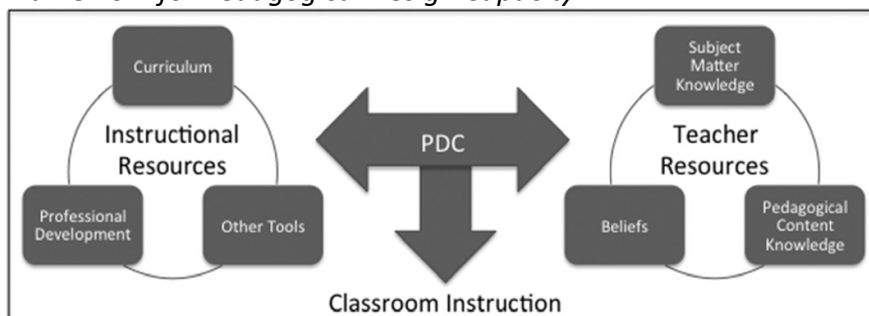 Curriculum
Instructional
Resources
Professional
Development
Other Tools
PDC
Classroom Instruction
Subject
Matter
Knowledge
Teacher
Resources
Beliefs
Pedagogical
Content
Knowledge